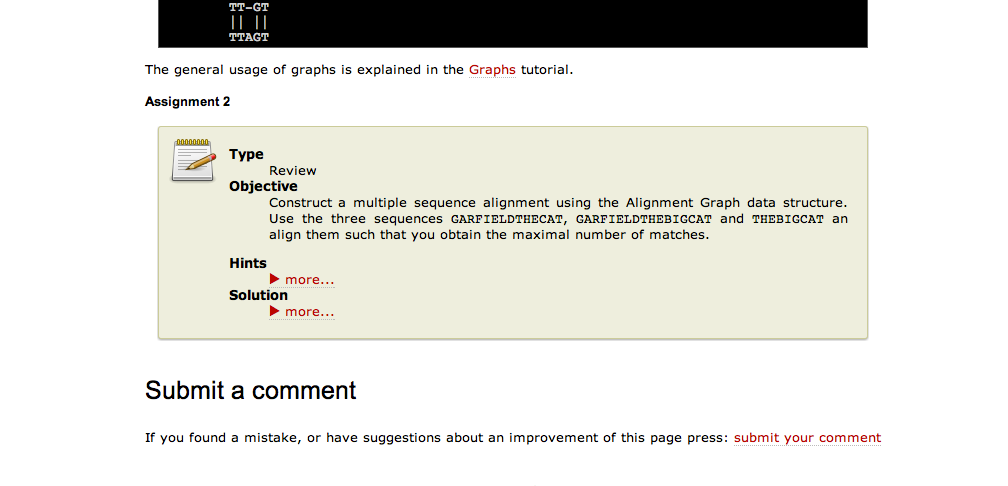 TT-GT
|| ||
TTAGT
The general usage of graphs is explained in the Graphs tutorial.
Assignment 2
Type
Review
Objective
Construct a multiple sequence alignment using the Alignment Graph data structure.
Use the three sequences GARFIELDTHECAT, GARFIELDTHEBIGCAT and THEBIGCAT an
align them such that you obtain the maximal number of matches.
Hints
▶ more...
Solution
▶ more...
Submit a comment
If you found a mistake, or have suggestions about an improvement of this page press: submit your comment